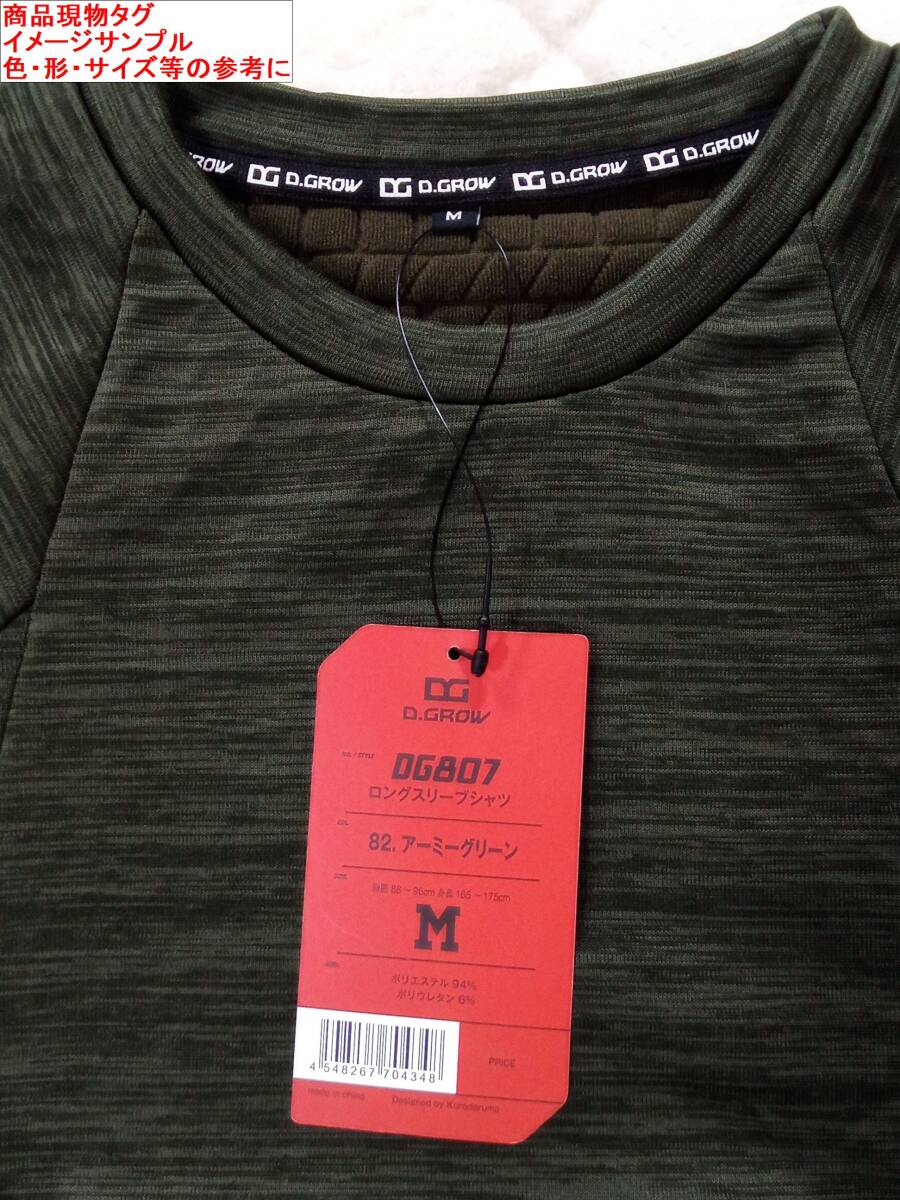 商品現物タグ
イメージサンプル
色・形・サイズ等の参考に
ROW DG D.GROW DG D.GROW DG D.GROW DG D.GROW
M
DG
D.GROW
NO. / STYLE
DG807
ロングスリーブシャツ
COL.
82. アーミーグリーン
SIZE.
胸囲 88～96cm 身長 165～175cm
M
ポリエステル 94%
ポリウレタン 6%
4 548267 704348
PRICE
made in china
Designed by Kurodaruma